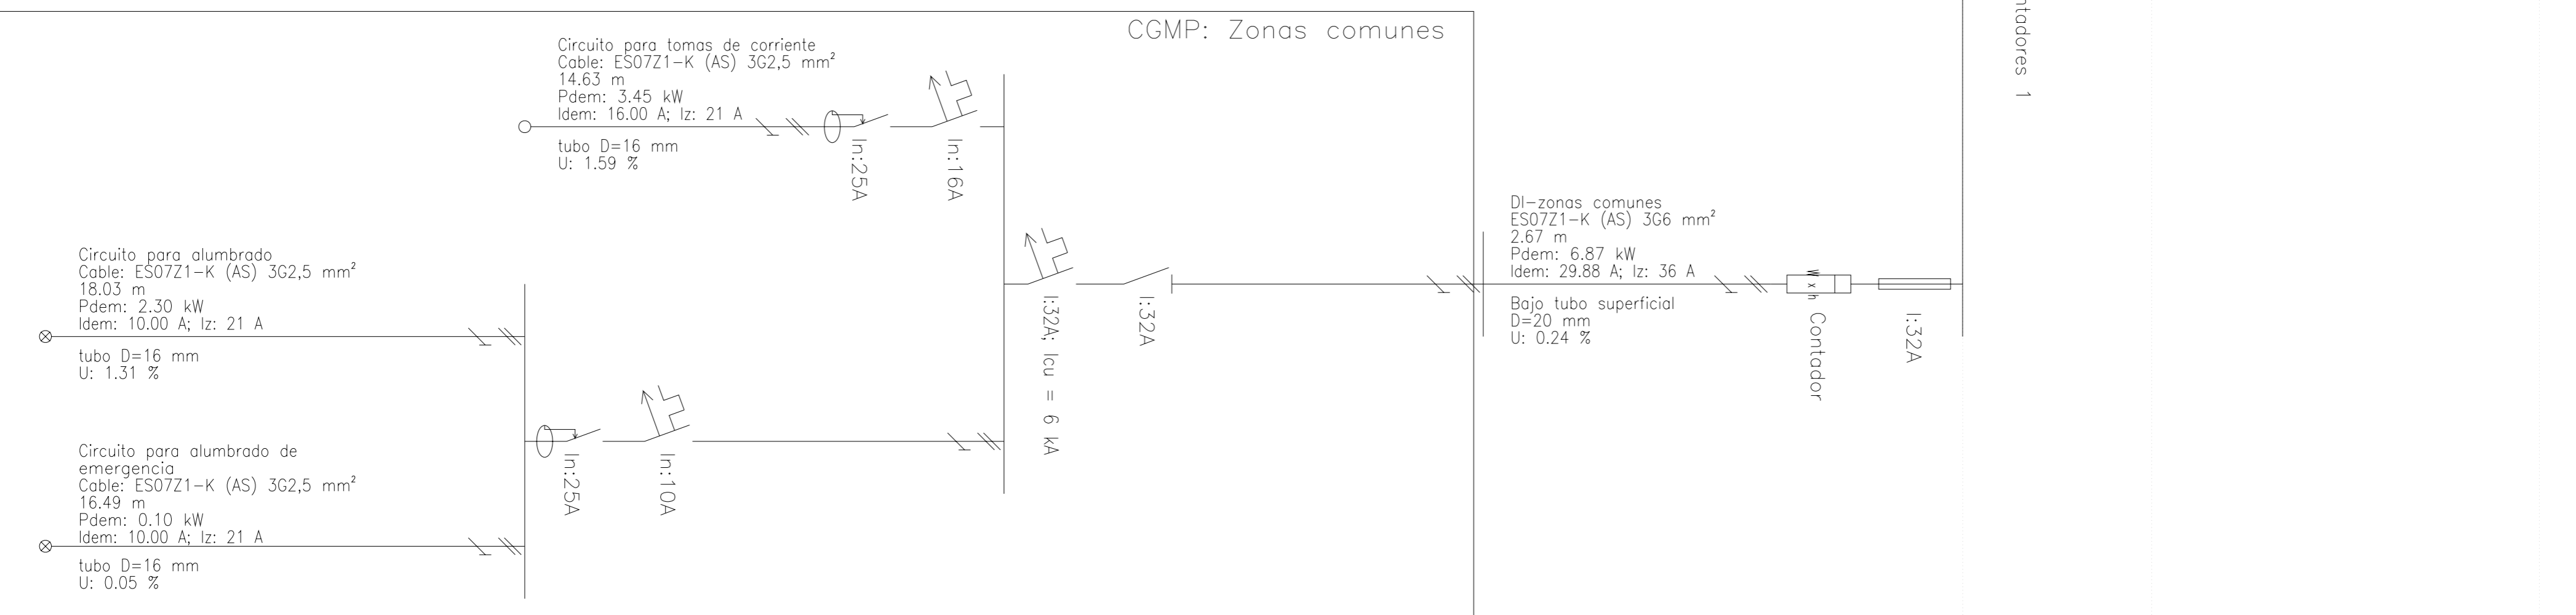 CGMP: Zonas comunes
Circuito para tomas de corriente
Cable: ES07Z1-K (AS) 3G2,5 mm²
14.63 m
Pdem: 3.45 kW
Idem: 16.00 A; Iz: 21 A
tubo D=16 mm
U: 1.59 %
In:25A
In:16A
Circuito para alumbrado
Cable: ES07Z1-K (AS) 3G2,5 mm²
18.03 m
Pdem: 2.30 kW
Idem: 10.00 A; Iz: 21 A
tubo D=16 mm
U: 1.31 %
Circuito para alumbrado de
emergencia
Cable: ES07Z1-K (AS) 3G2,5 mm²
16.49 m
Pdem: 0.10 kW
Idem: 10.00 A; Iz: 21 A
tubo D=16 mm
U: 0.05 %
In:25A
In:10A
I:32A; Icu = 6 kA
I:32A
DI-zonas comunes
ES07Z1-K (AS) 3G6 mm²
2.67 m
Pdem: 6.87 kW
Idem: 29.88 A; Iz: 36 A
Bajo tubo superficial
D=20 mm
U: 0.24 %
W x h
Contador
I:32A
ntadores 1